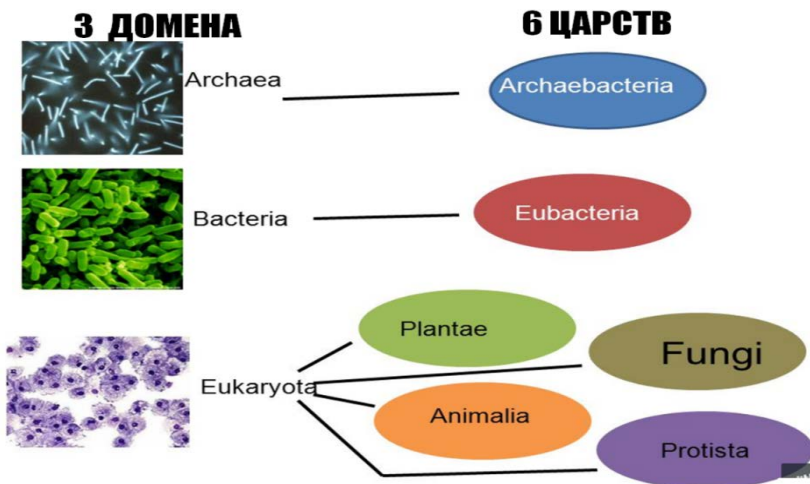 3 ДОМЕНА
6 ЦАРСТВ
Archaea
Archaebacteria
Bacteria
Eubacteria
Plantae
Fungi
Eukaryota
Animalia
Protista